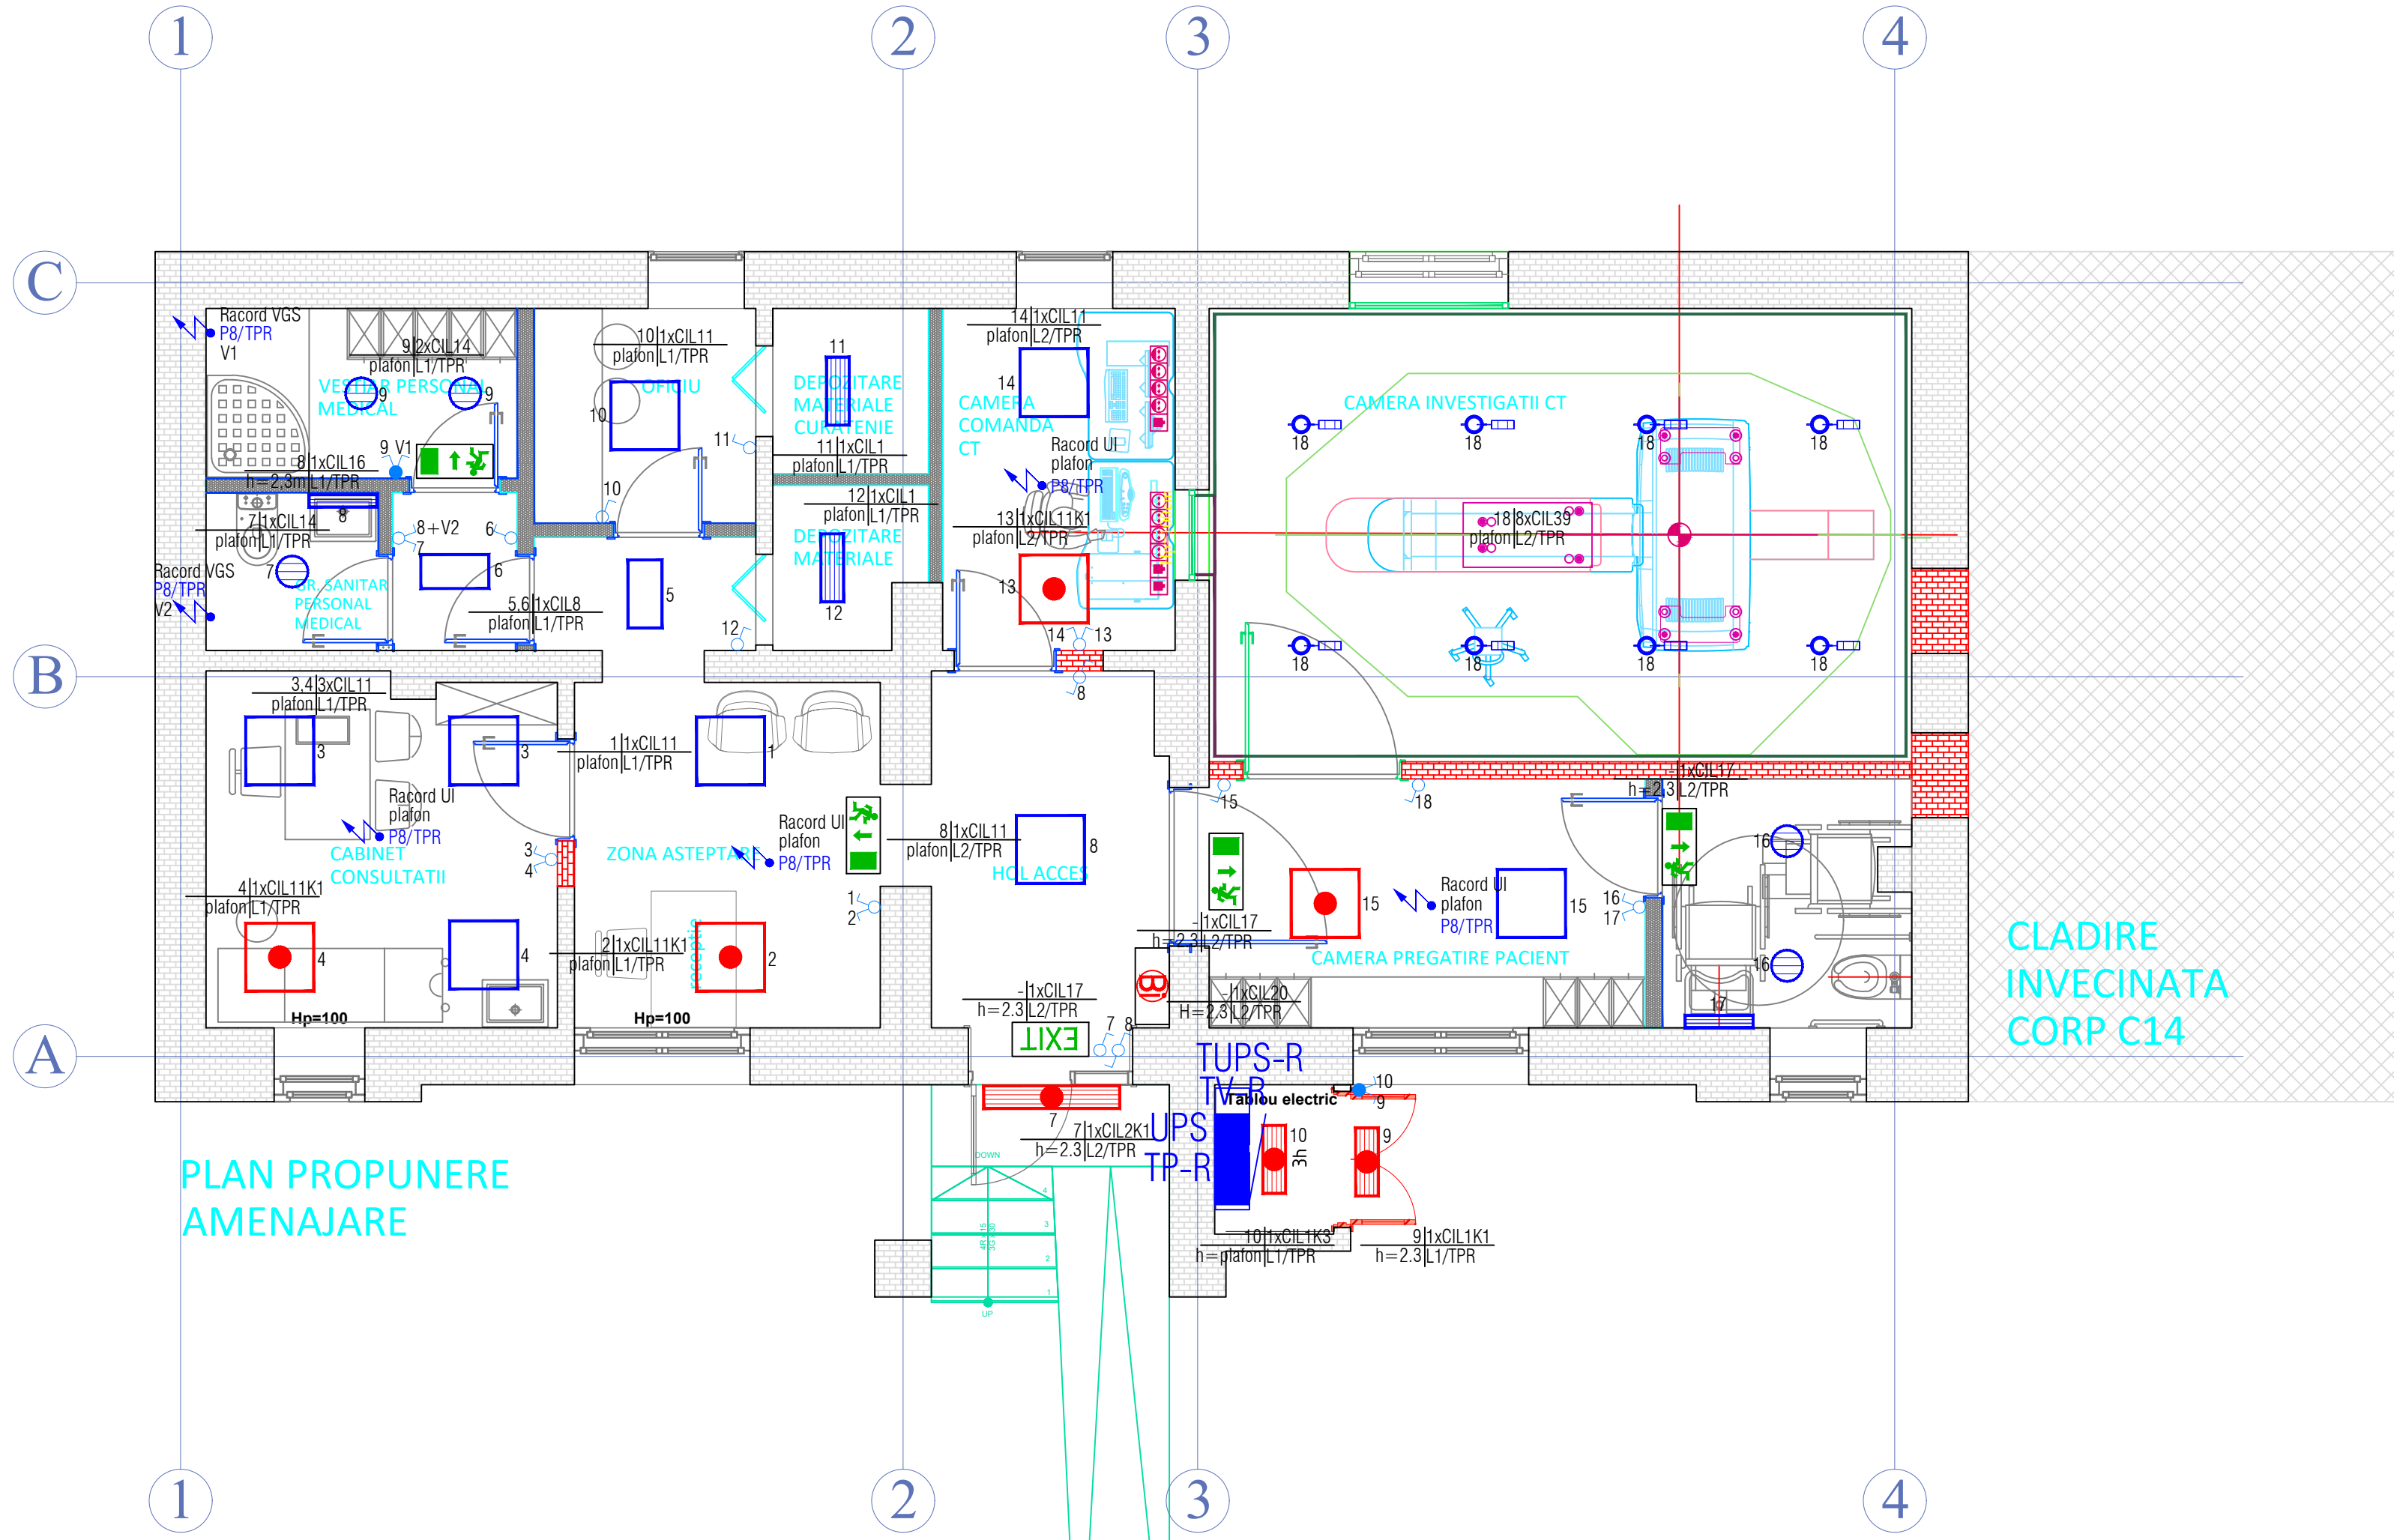 1
2
3
4
C
Racord VGS
P8/TPR
V1
9|2xCIL14
plafon|L1/TPR
VESTIAR PERSONAL
MEDICAL
9
9
9 V1
8|1xCIL16
h=2,3m|L1/TPR
10|1xCIL11
plafon|L1/TPR
OFICIU
10
10
11
11
DEPOZITARE
MATERIALE
CURATENIE
11|1xCIL1
plafon|L1/TPR
14|1xCIL11
plafon|L2/TPR
14
CAMERA
COMANDA
CT
Racord UI
plafon
P8/TPR
CAMERA INVESTIGATII CT
18
18
18
18
7|1xCIL14
plafon|L1/TPR
8
8+V2
7
6
12|1xCIL1
plafon|L1/TPR
DEPOZITARE
MATERIALE
13|1xCIL11K1
plafon|L2/TPR
18|8xCIL39
plafon|L2/TPR
Racord VGS
P8/TPR
V2
7
GR. SANITAR
PERSONAL
MEDICAL
6
5,6|1xCIL8
plafon|L1/TPR
5
12
12
13
14
13
18
18
18
18
B
3,4|3xCIL11
plafon|L1/TPR
3
3
1|1xCIL11
plafon|L1/TPR
1
8
Racord UI
plafon
P8/TPR
CABINET
CONSULTATII
3
4
ZONA ASTEPTARE
Racord UI
plafon
P8/TPR
8|1xCIL11
plafon|L2/TPR
8
HOL ACCES
15
18
-|1xCIL17
h=2.3|L2/TPR
16
4|1xCIL11K1
plafon|L1/TPR
4
4
2|1xCIL11K1
plafon|L1/TPR
receptie
2
1
2
-|1xCIL17
h=2.3|L2/TPR
15
Racord UI
plafon
P8/TPR
15
16
17
CAMERA PREGATIRE PACIENT
16
17
CLADIRE
INVECINATA
CORP C14
Hp=100
Hp=100
-|1xCIL17
h=2.3|L2/TPR
-|1xCIL20
H=2.3|L2/TPR
EXIT
7
8
A
TUPS-R
TV-R
Tablou electric
UPS
TP-R
10
9
10
3h
9
7
7|1xCIL2K1
h=2.3|L2/TPR
10|1xCIL1K3
h=plafon|L1/TPR
9|1xCIL1K1
h=2.3|L1/TPR
DOWN
4
3
2
1
UP
PLAN PROPUNERE
AMENAJARE
1
2
3
4